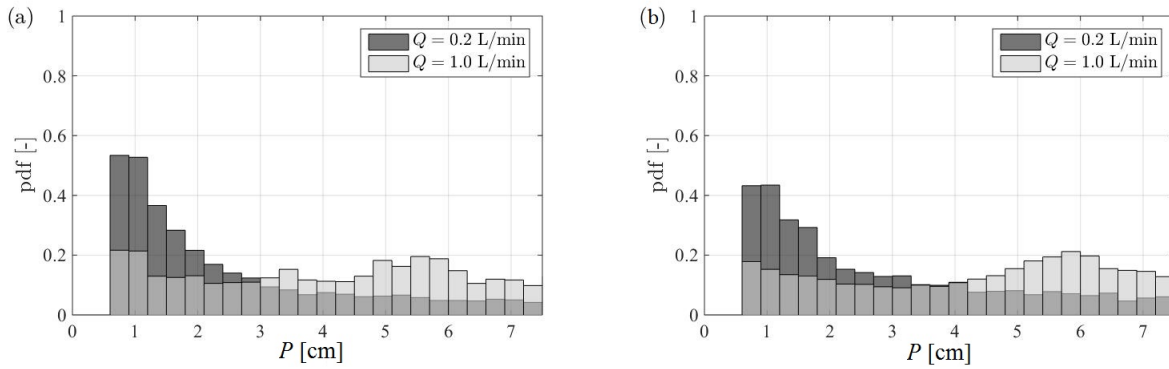 (a)
1
0.8
0.6
0.4
0.2
0
pdf [-]
Q = 0.2 L/min
Q = 1.0 L/min
0 1 2 3 4 5 6 7
P [cm]
(b)
1
0.8
0.6
0.4
0.2
0
pdf [-]
Q = 0.2 L/min
Q = 1.0 L/min
0 1 2 3 4 5 6 7
P [cm]